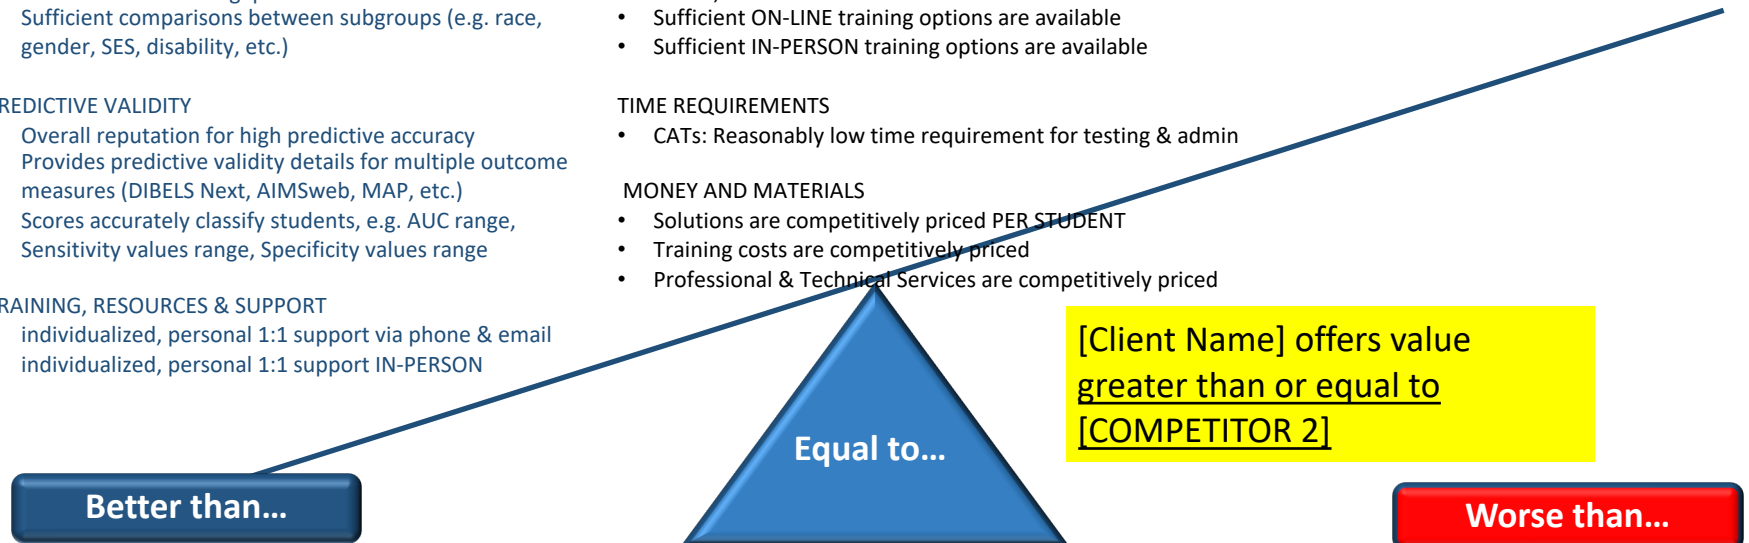 Sufficient comparisons between subgroups (e.g. race,
gender, SES, disability, etc.)
REDICTIVE VALIDITY
Overall reputation for high predictive accuracy
Provides predictive validity details for multiple outcome
measures (DIBELS Next, AIMSweb, MAP, etc.)
Scores accurately classify students, e.g. AUC range,
Sensitivity values range, Specificity values range
RAINING, RESOURCES & SUPPORT
individualized, personal 1:1 support via phone & email
individualized, personal 1:1 support IN-PERSON
• Sufficient ON-LINE training options are available
• Sufficient IN-PERSON training options are available
TIME REQUIREMENTS
• CATs: Reasonably low time requirement for testing & admin
MONEY AND MATERIALS
• Solutions are competitively priced PER STUDENT
• Training costs are competitively priced
• Professional & Technical Services are competitively priced
[Client Name] offers value
greater than or equal to
[COMPETITOR 2]
Equal to…
Better than…
Worse than…